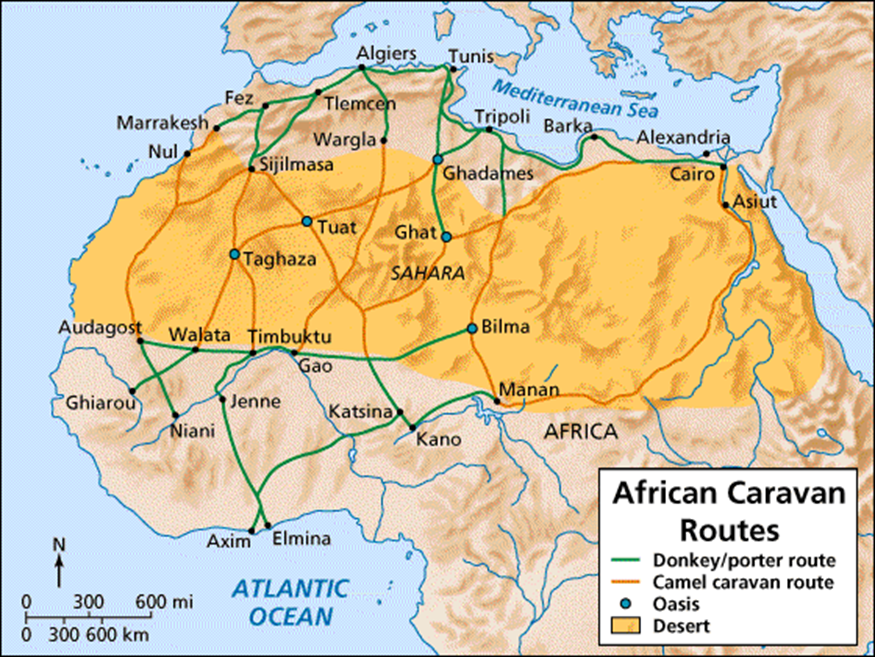 Algiers
Tunis
Mediterranean Sea
Fez
Tlemcen
Marrakesh
Wargla
Tripoli
Barka
Alexandria
Nul
Sijilmasa
Ghadames
Cairo
Asiut
Tuat
Ghat
Taghaza
SAHARA
Audagost
Walata
Timbuktu
Bilma
Gao
Ghiarou
Jenne
Katsina
Manan
Niani
Kano
AFRICA
Axim
Elmina
ATLANTIC
OCEAN
N
0 300 600 mi
0 300 600 km
African Caravan
Routes
Donkey/porter route
Camel caravan route
Oasis
Desert